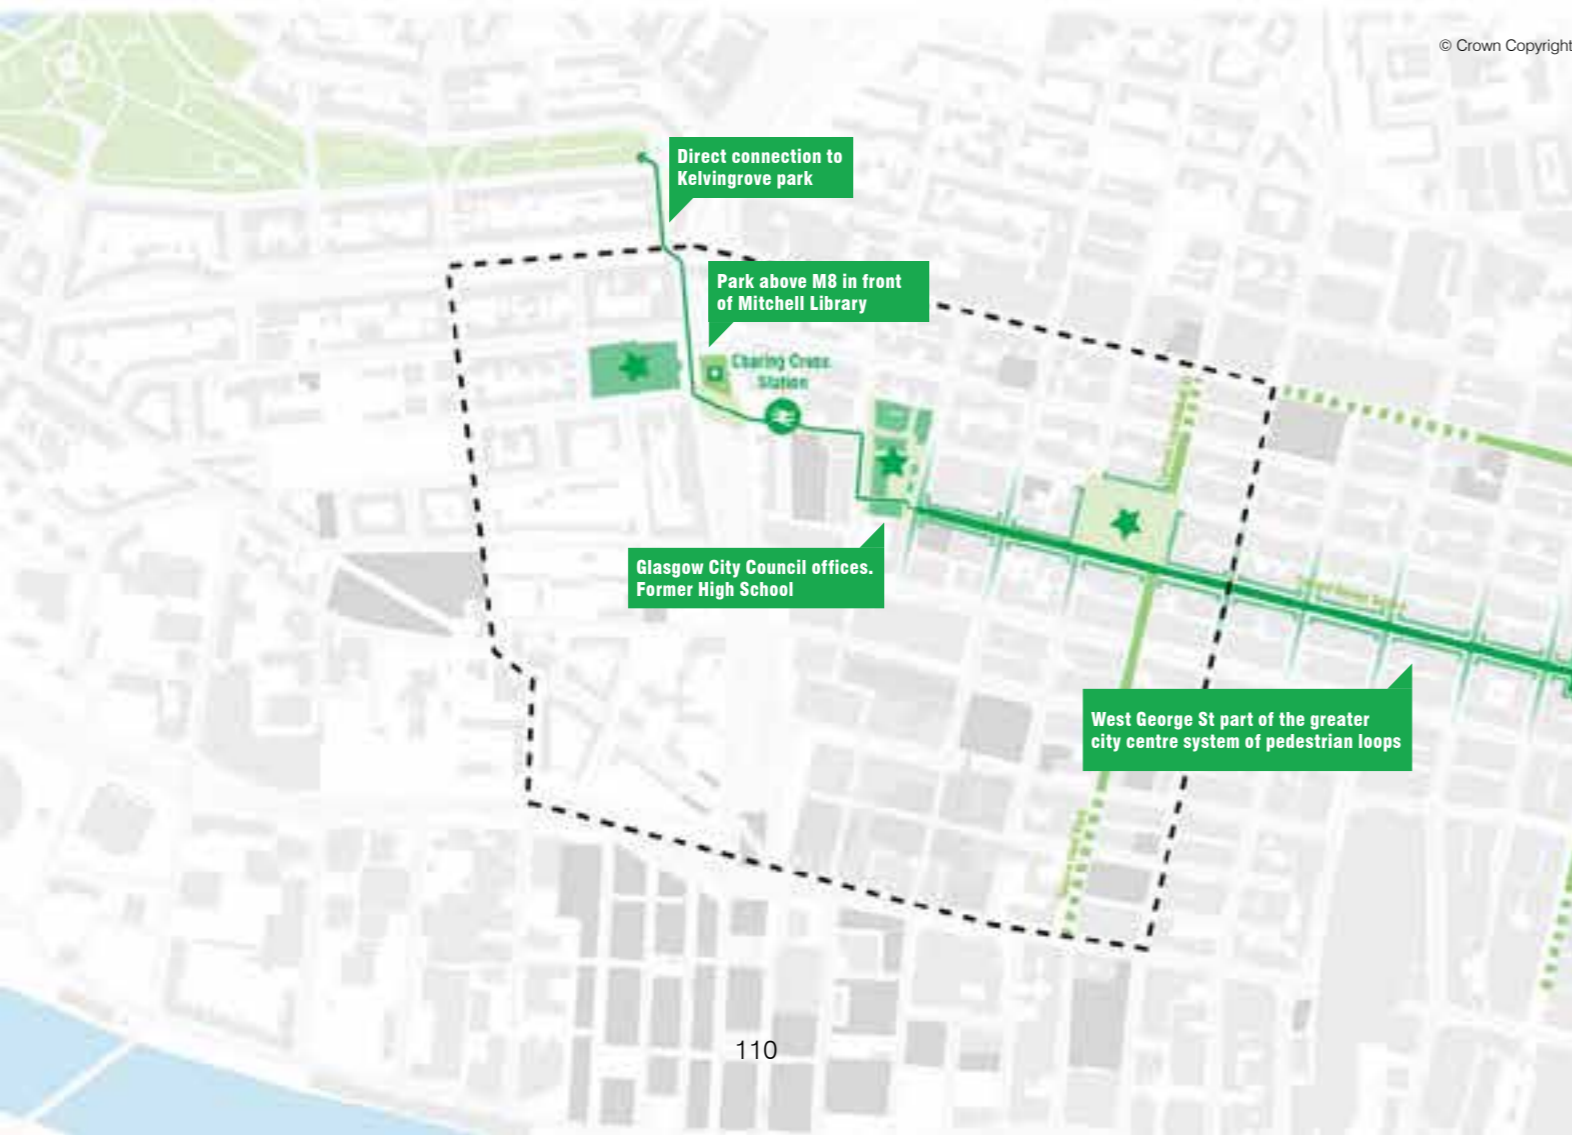 © Crown Copyright
Direct connection to
Kelvingrove park
Park above M8 in front
of Mitchell Library
Charing Cross
Station
Glasgow City Council offices.
Former High School
West George St part of the greater
city centre system of pedestrian loops
110